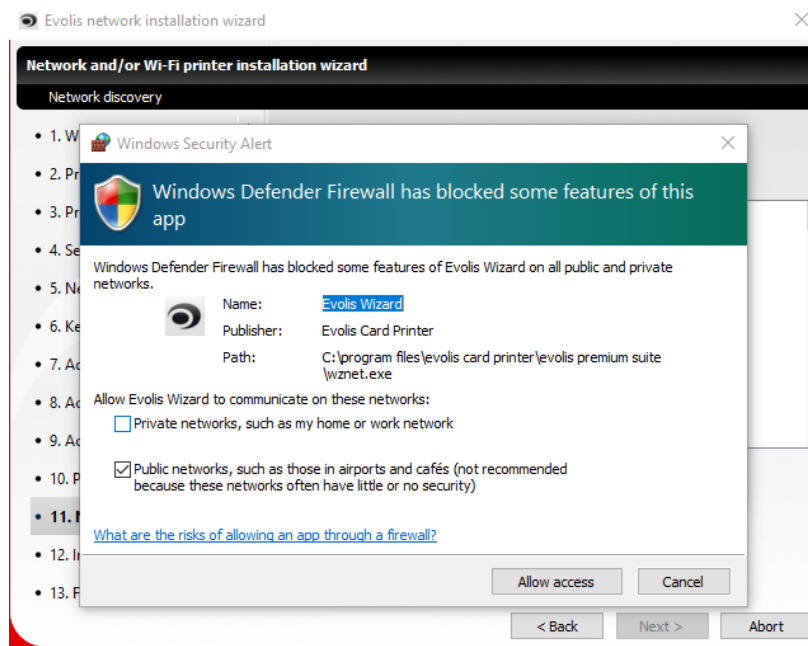 Evolis network installation wizard
Network and/or Wi-Fi printer installation wizard
Network discovery
Windows Security Alert
Windows Defender Firewall has blocked some features of this
app
Windows Defender Firewall has blocked some features of Evolis Wizard on all public and private
networks.
Name: Evolis Wizard
Publisher: Evolis Card Printer
Path: C:\program files\evolis card printer\evolis premium suite
\wznet.exe
Allow Evolis Wizard to communicate on these networks:
Private networks, such as my home or work network
Public networks, such as those in airports and cafés (not recommended
because these networks often have little or no security)
What are the risks of allowing an app through a firewall?
Allow access Cancel
• 1. W
• 2. Pr
• 3. Pr
• 4. Se
• 5. Ne
• 6. Ke
• 7. Ad
• 8. Ad
• 9. Ad
• 10. P
• 11.
• 12. I
• 13. F
< Back Next > Abort